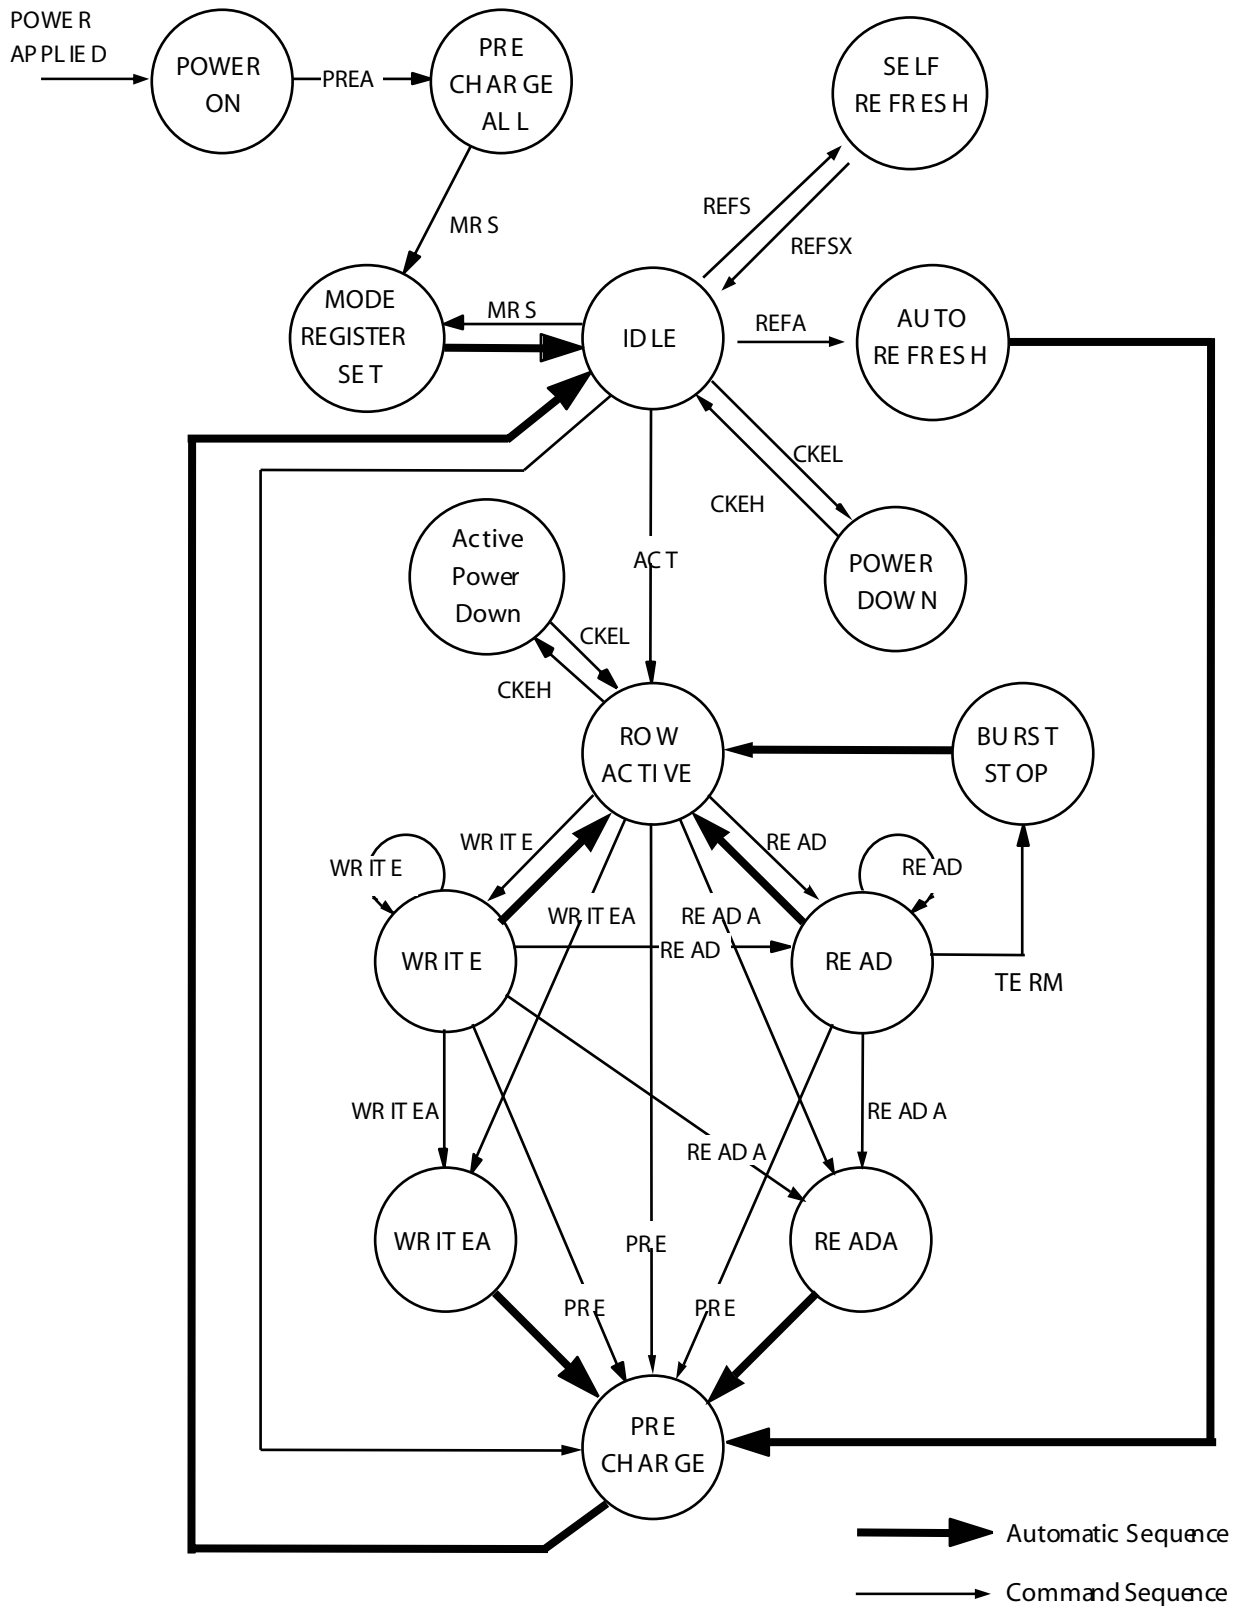 POWER
APPLIED
POWER
ON
PREA
PRE
CHARGE
ALL
SELF
REFRESH
MRS
REFS
REFSX
MODE
REGISTER
SET
MRS
IDLE
REFA
AUTO
REFRESH
CKEL
CKEH
Active
Power
Down
ACT
POWER
DOWN
CKEL
CKEH
ROW
ACTIVE
BURST
STOP
WRITE
READ
WRITE
READ
WRITEA
READA
WRITE
READ
READ
TERM
WRITEA
READA
READA
WRITEA
PRE
READA
PRE
PRE
PRE
CHARGE
Automatic Sequence
Command Sequence